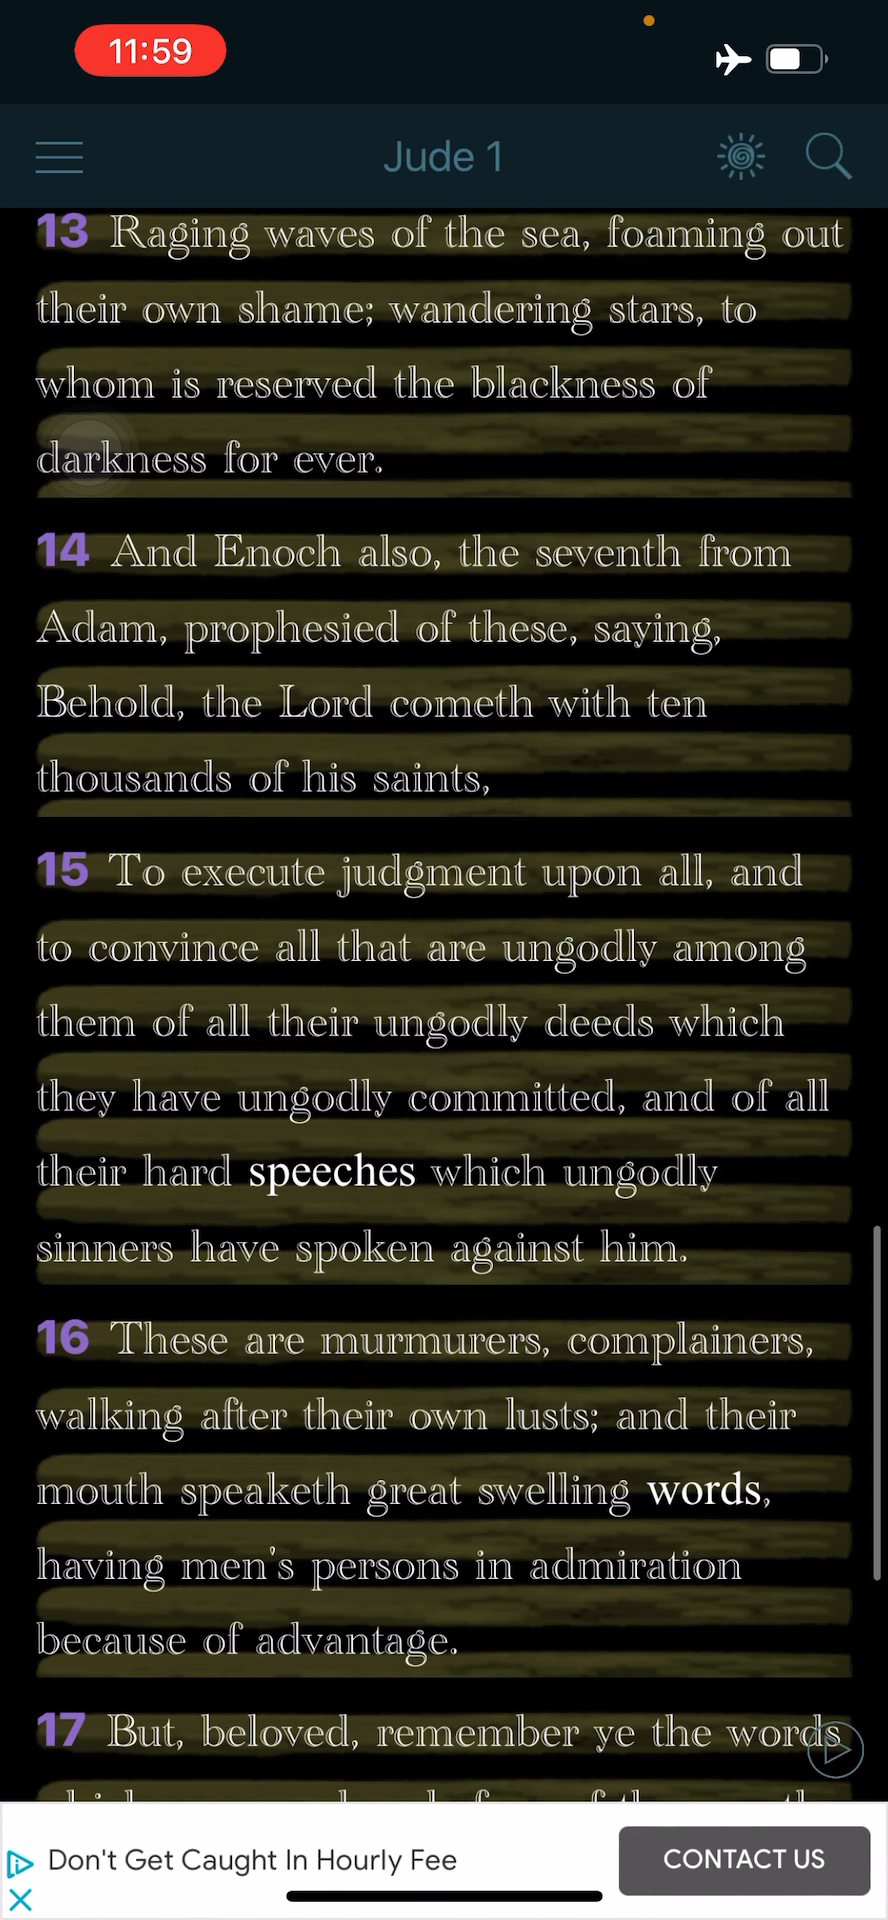 11:59
Jude 1
13 Raging waves of the sea, foaming out
their own shame; wandering stars, to
whom is reserved the blackness of
darkness for ever.
14 And Enoch also, the seventh from
Adam, prophesied of these, saying,
Behold, the Lord cometh with ten
thousands of his saints,
15 To execute judgment upon all, and
to convince all that are ungodly among
them of all their ungodly deeds which
they have ungodly committed, and of all
their hard speeches which ungodly
sinners have spoken against him.
16 These are murmurers, complainers,
walking after their own lusts; and their
mouth speaketh great swelling words,
having men's persons in admiration
because of advantage.
17 But, beloved, remember ye the words
Don't Get Caught In Hourly Fee
CONTACT US